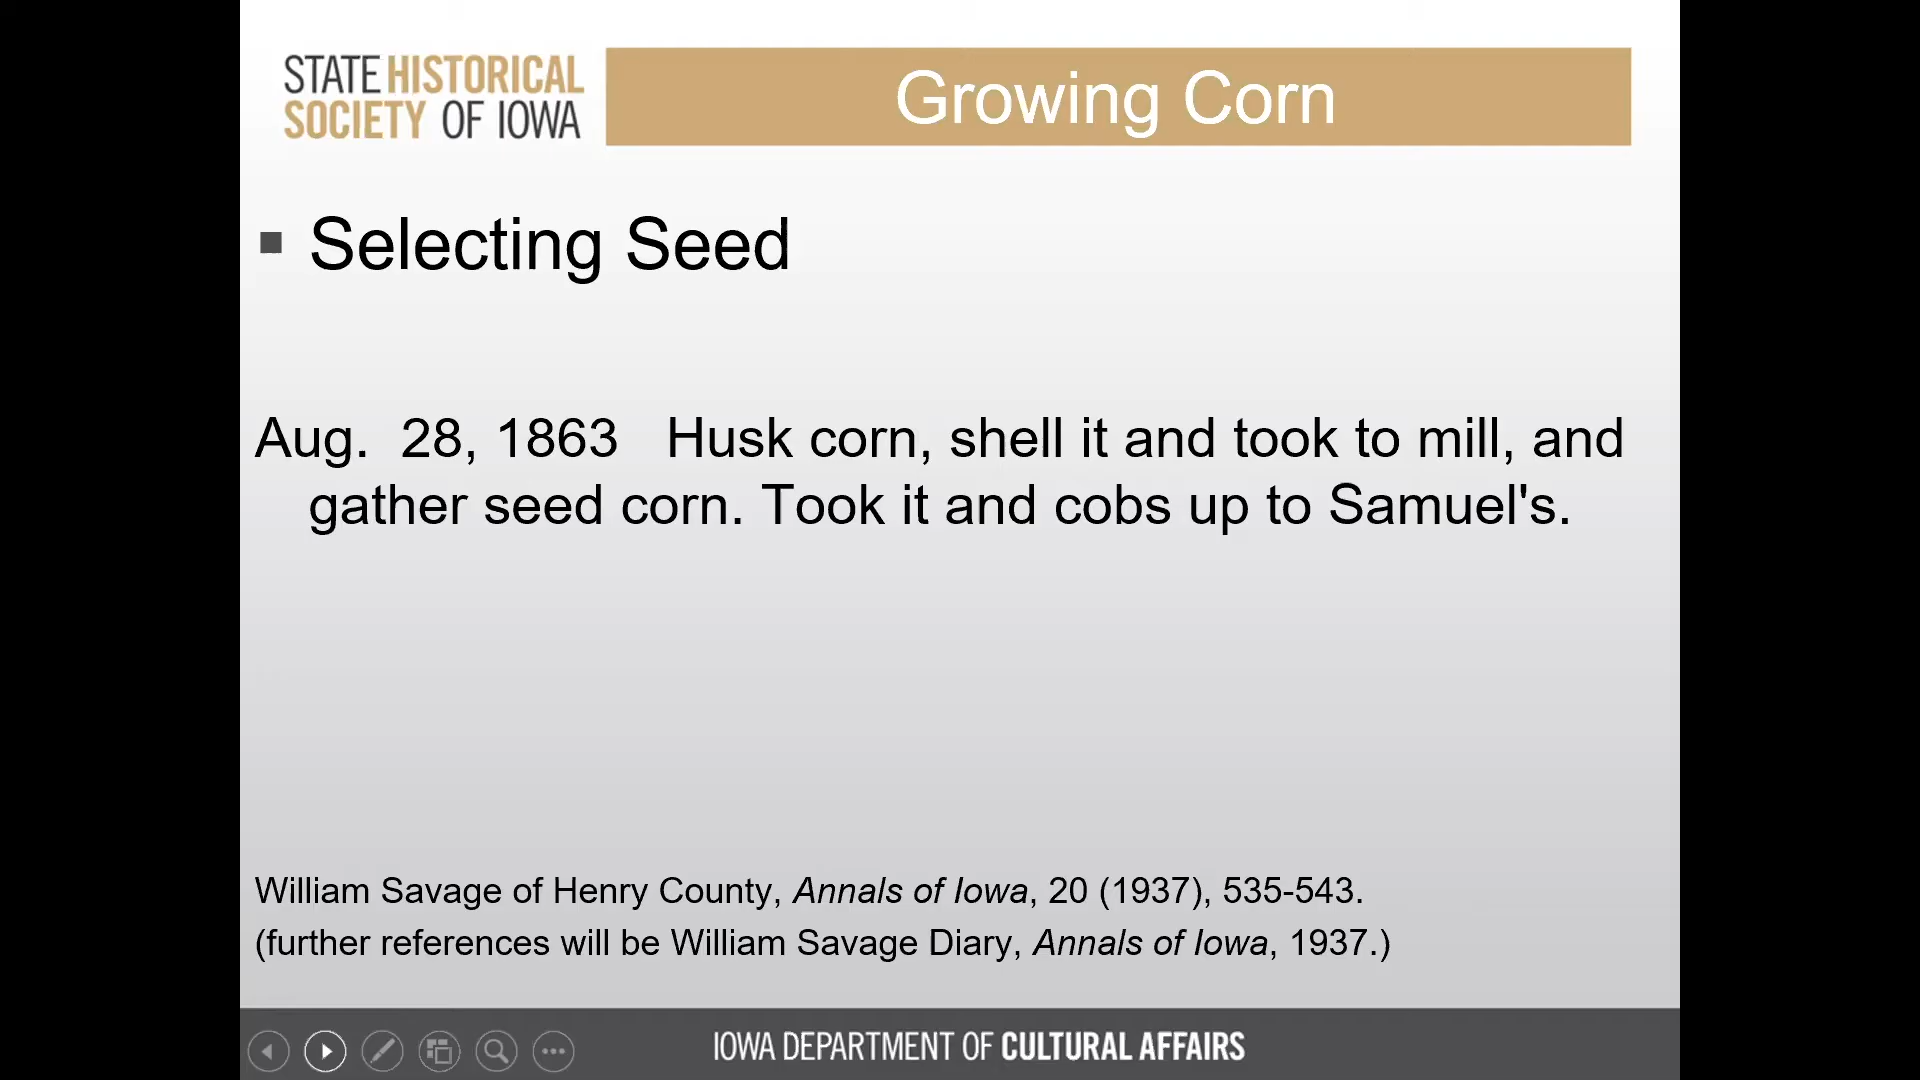 STATE HISTORICAL
SOCIETY OF IOWA
Growing Corn
▪ Selecting Seed
Aug.  28, 1863   Husk corn, shell it and took to mill, and
gather seed corn. Took it and cobs up to Samuel's.
William Savage of Henry County, Annals of Iowa, 20 (1937), 535-543.
(further references will be William Savage Diary, Annals of Iowa, 1937.)
IOWA DEPARTMENT OF CULTURAL AFFAIRS